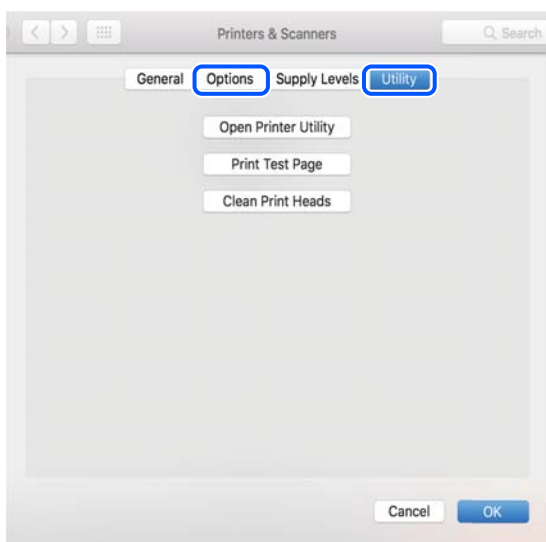 Printers & Scanners Search
General Options Supply Levels Utility
Open Printer Utility
Print Test Page
Clean Print Heads
Cancel OK